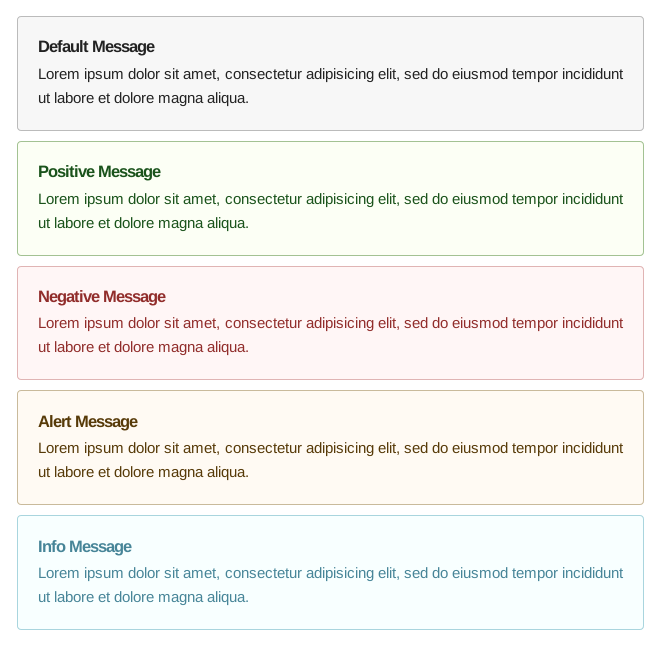 Default Message
Lorem ipsum dolor sit amet, consectetur adipisicing elit, sed do eiusmod tempor incididunt
ut labore et dolore magna aliqua.
Positive Message
Lorem ipsum dolor sit amet, consectetur adipisicing elit, sed do eiusmod tempor incididunt
ut labore et dolore magna aliqua.
Negative Message
Lorem ipsum dolor sit amet, consectetur adipisicing elit, sed do eiusmod tempor incididunt
ut labore et dolore magna aliqua.
Alert Message
Lorem ipsum dolor sit amet, consectetur adipisicing elit, sed do eiusmod tempor incididunt
ut labore et dolore magna aliqua.
Info Message
Lorem ipsum dolor sit amet, consectetur adipisicing elit, sed do eiusmod tempor incididunt
ut labore et dolore magna aliqua.